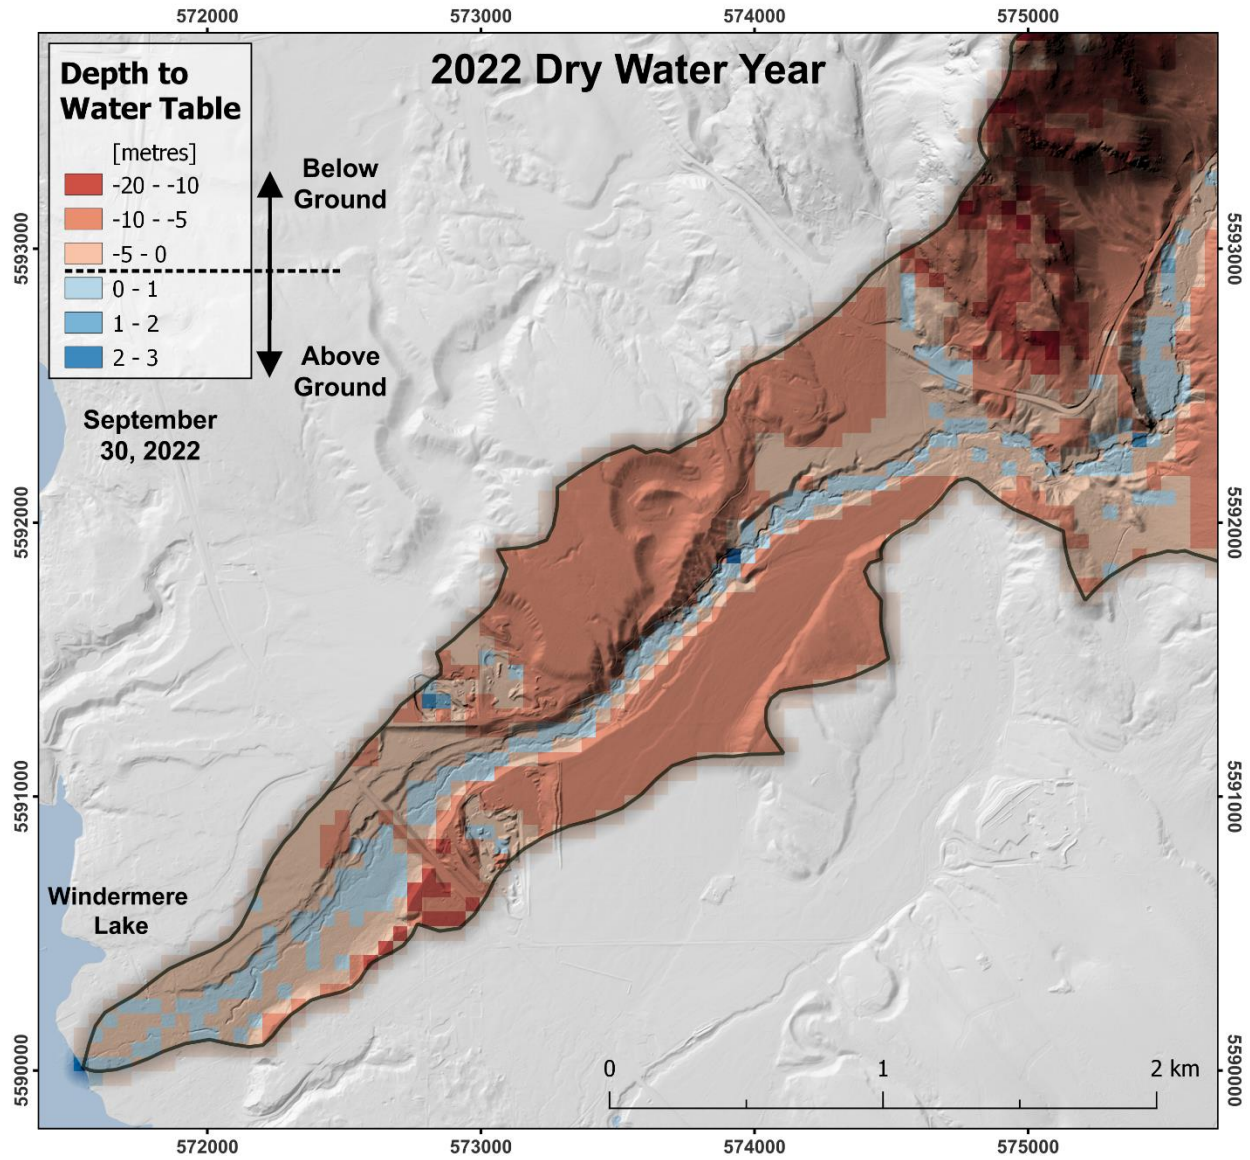 572000 573000 574000 575000
2022 Dry Water Year
Depth to
Water Table
[metres]
-20 - -10
-10 - -5
-5 - 0
0 - 1
1 - 2
2 - 3
Below
Ground
Above
Ground
September
30, 2022
5593000
5592000
5591000
5590000
5593000
5592000
5591000
5590000
Windermere
Lake
0 1 2 km
572000 573000 574000 575000